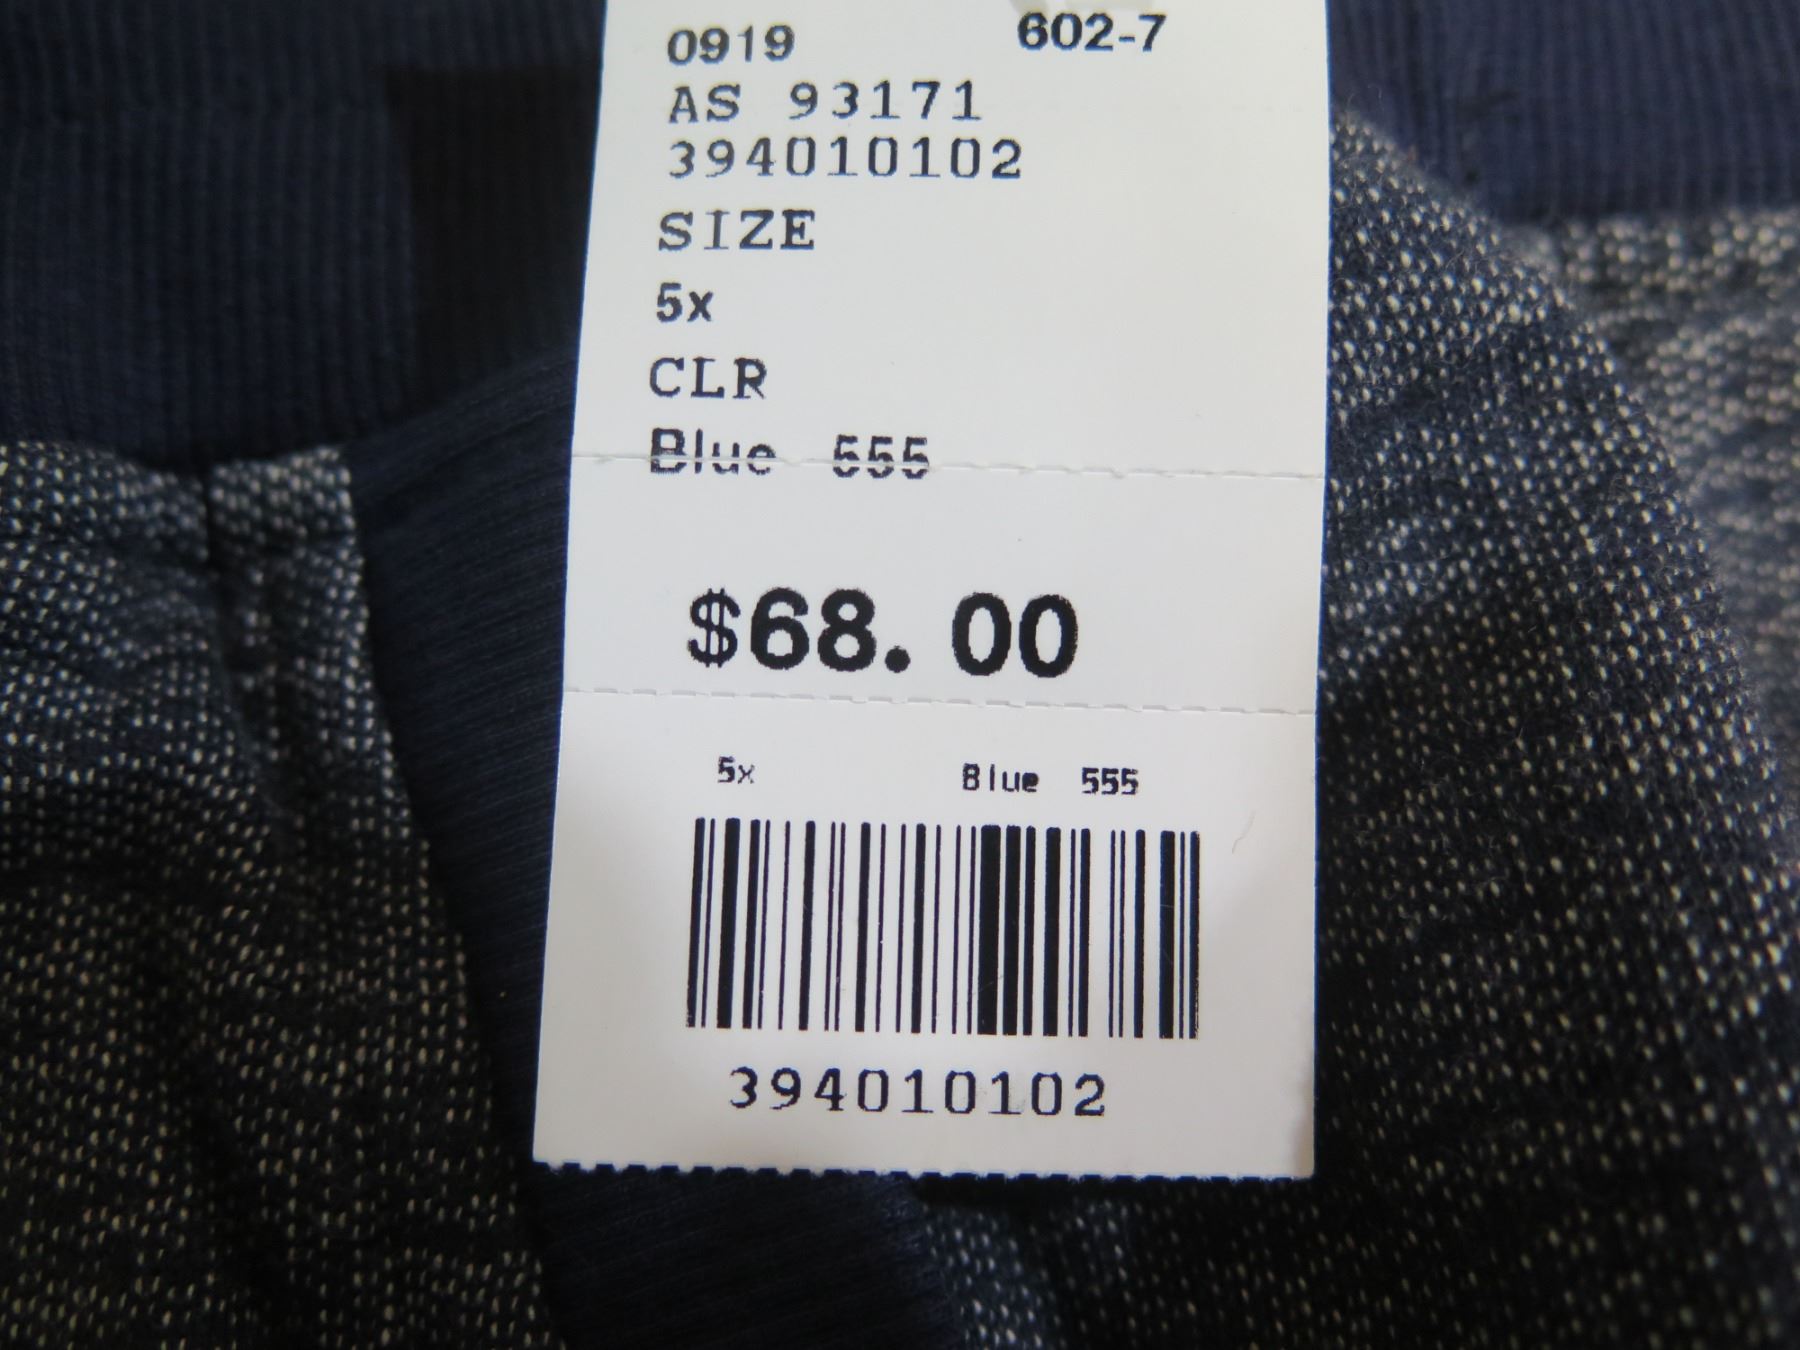 0919 602-7
AS 93171
394010102
SIZE
5x
CLR
Blue 555
$68.00
5x Blue 555
394010102